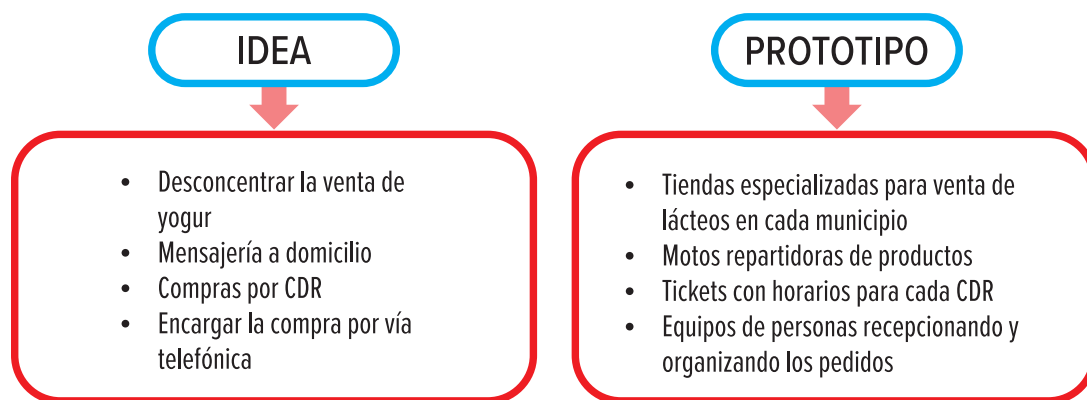 IDEA
• Desconcentrar la venta de
yogur
• Mensajería a domicilio
• Compras por CDR
• Encargar la compra por vía
telefónica
PROTOTIPO
• Tiendas especializadas para venta de
lácteos en cada municipio
• Motos repartidoras de productos
• Tickets con horarios para cada CDR
• Equipos de personas recepcionando y
organizando los pedidos